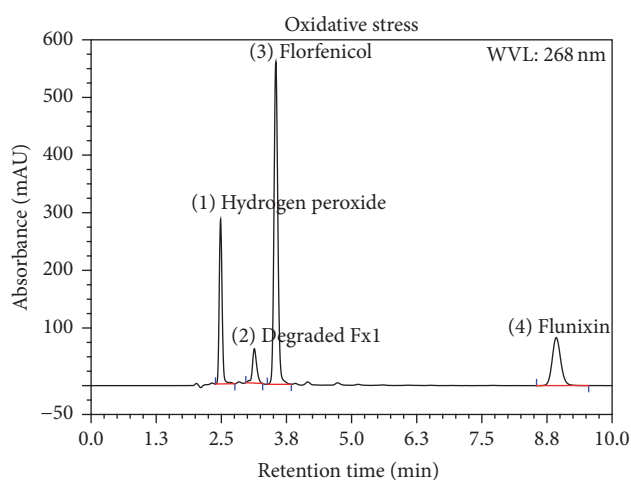 Oxidative stress
600
(3) Florfenicol
WVL: 268 nm
500
400
300
(1) Hydrogen peroxide
200
(2) Degraded Fx1
(4) Flunixin
100
0
−50
0.0 1.3 2.5 3.8 5.0 6.3 7.5 8.8 10.0
Retention time (min)
Absorbance (mAU)